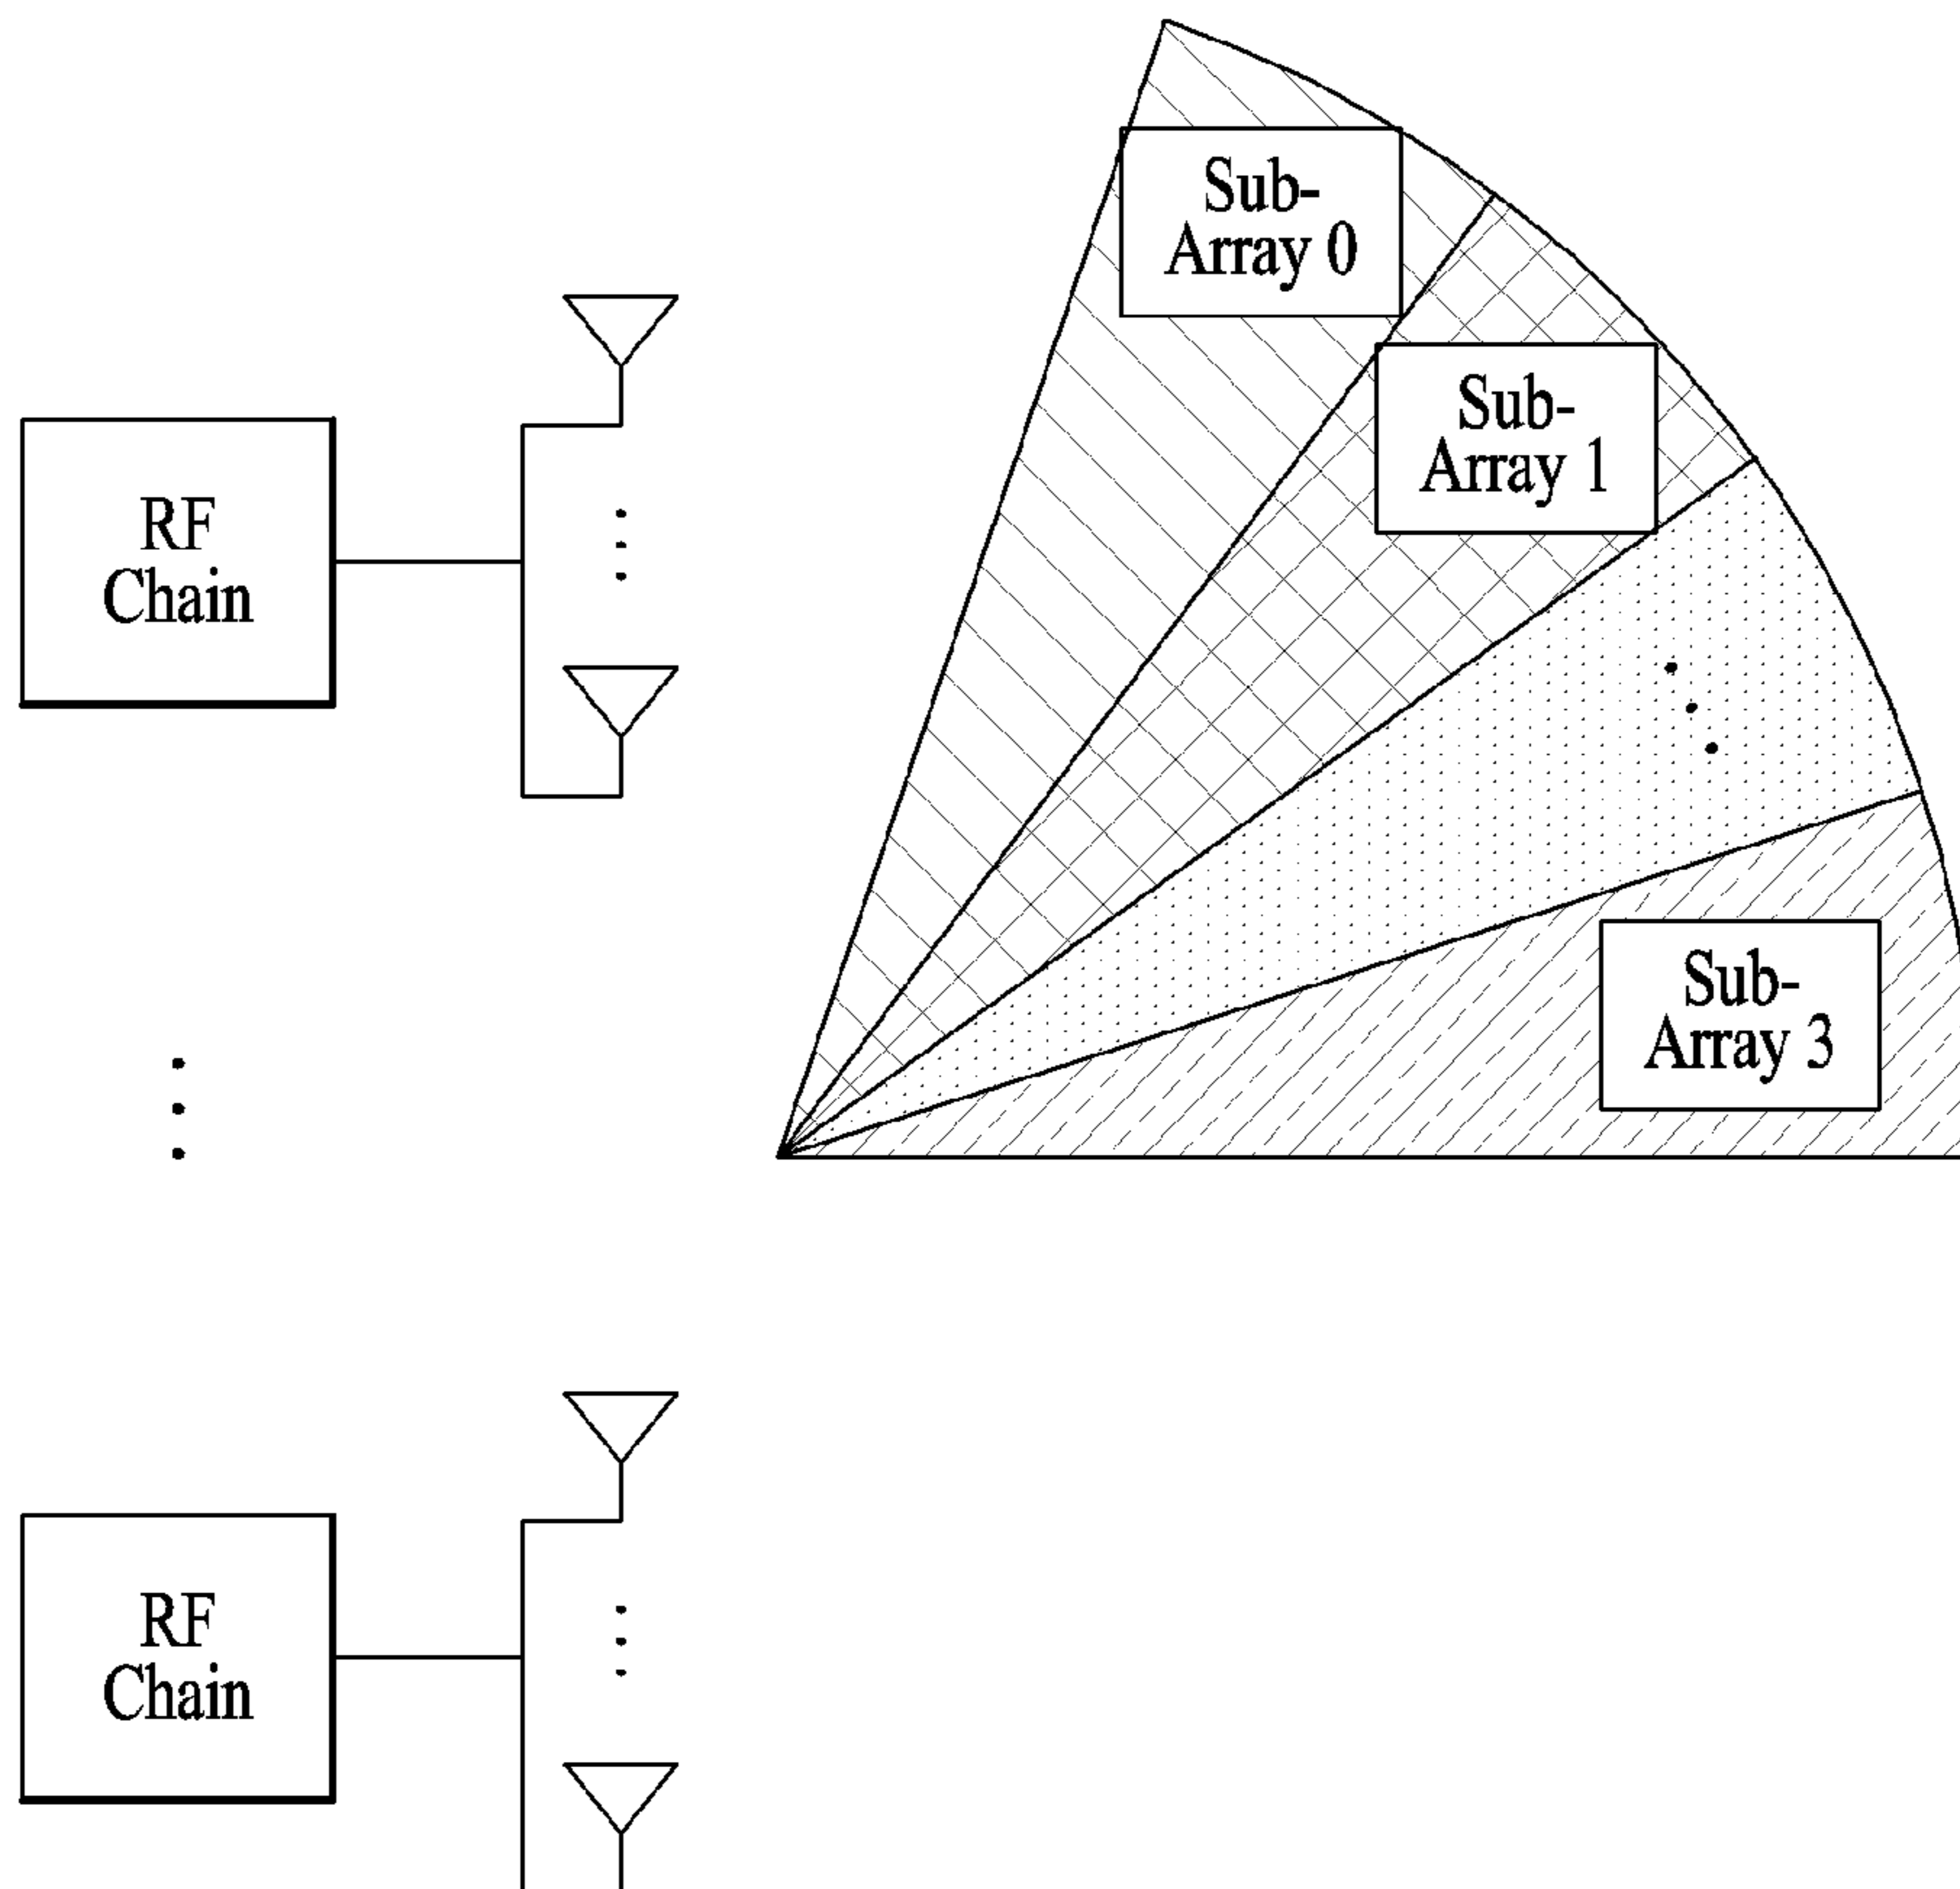 Sub-
Array 0
Sub-
Array 1
RF
Chain
Sub-
Array 3
RF
Chain